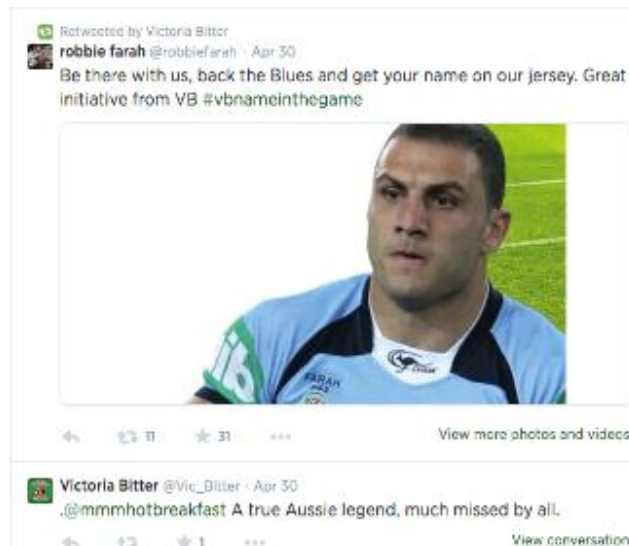 Retweeted by Victoria Bitter
robbie farah @robbiefarah · Apr 30
Be there with us, back the Blues and get your name on our jersey. Great
initiative from VB #vbnameinthegame
FARAH
11
31
View more photos and videos
Victoria Bitter @Vic_Bitter · Apr 30
.@mmmhotbreakfast A true Aussie legend, much missed by all.
1
View conversation